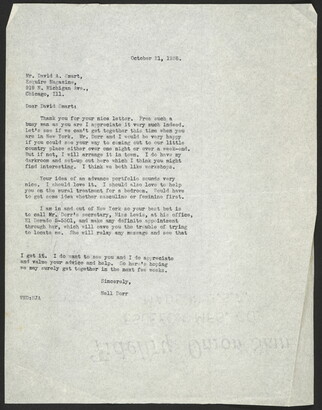 October 21, 1938.
Mr. David A. Smart,
Esquire Magazine,
919 N. Michigan Ave.,
Chicago, Ill.
Dear David Smart:
Thank you for your nice letter. From such a
busy man as you are I appreciate it very much indeed.
Let's see if we can't get together this time when you
are in New York. Mr. Dorr and I would be very happy
if you could see your way to coming out to our little
country place either over one night or over a week-end.
But if not, I will arrange it in town. I do have my
darkroom and set-up out here which I think you might
find interesting. I think we both like workshops.
Your idea of an advance portfolio sounds very
nice. I should love it. I should also love to help
you on the mural treatment for a bedroom. Would have to
get some idea whether masculine or feminine first.
I am in and out of New York so your best bet is
to call Mr. Dorr's secretary, Miss Lewis, at his office,
El Dorado 5-5501, and make any definite appointment
through her, which will save you the trouble of trying
to locate me. She will relay any message and see that
I get it. I do want to see you and I do appreciate
and value your advice and help. So here's hoping
we may surely get together in the next few weeks.
Sincerely,
Nell Dorr